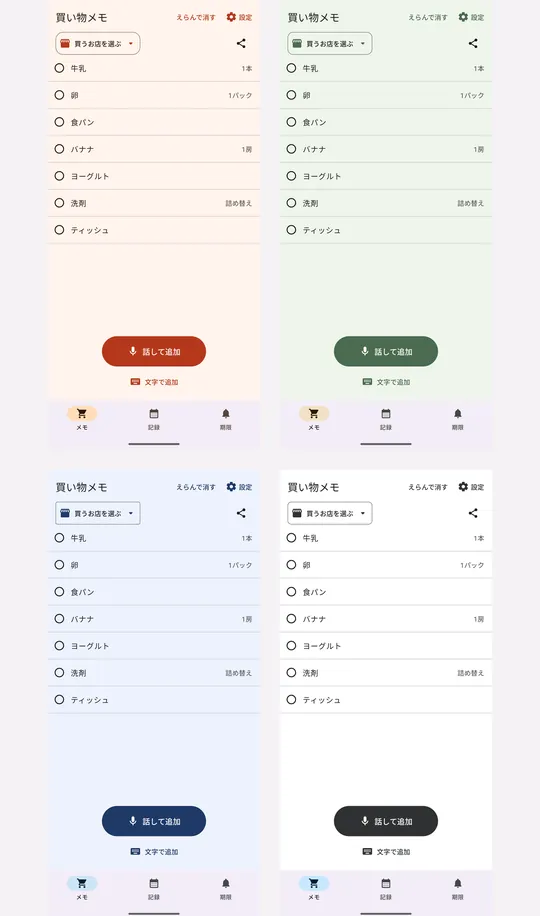 買い物メモ えらんで消す 設定
買うお店を選ぶ
牛乳 1本
卵 1パック
食パン
バナナ 1房
ヨーグルト
洗剤 詰め替え
ティッシュ
話して追加
文字で追加
メモ 記録 期限
買い物メモ えらんで消す 設定
買うお店を選ぶ
牛乳 1本
卵 1パック
食パン
バナナ 1房
ヨーグルト
洗剤 詰め替え
ティッシュ
話して追加
文字で追加
メモ 記録 期限
買い物メモ えらんで消す 設定
買うお店を選ぶ
牛乳 1本
卵 1パック
食パン
バナナ 1房
ヨーグルト
洗剤 詰め替え
ティッシュ
話して追加
文字で追加
メモ 記録 期限
買い物メモ えらんで消す 設定
買うお店を選ぶ
牛乳 1本
卵 1パック
食パン
バナナ 1房
ヨーグルト
洗剤 詰め替え
ティッシュ
話して追加
文字で追加
メモ 記録 期限